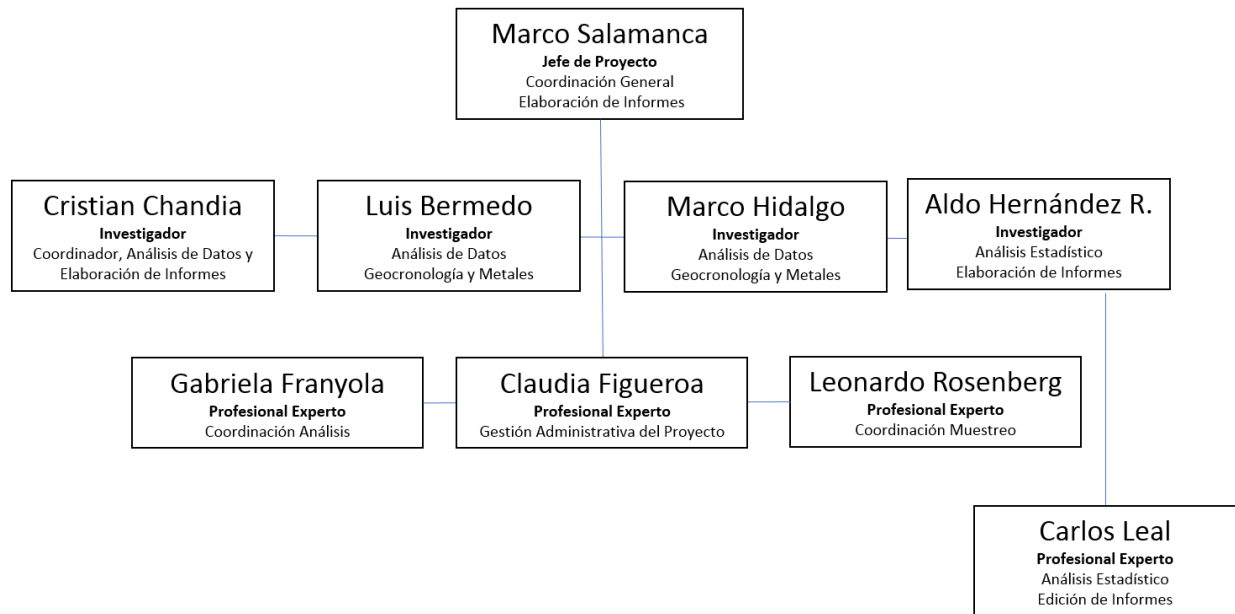 Marco Salamanca
Jefe de Proyecto
Coordinación General
Elaboración de Informes
Cristian Chandia
Investigador
Coordinador, Análisis de Datos y
Elaboración de Informes
Luis Bermedo
Investigador
Análisis de Datos
Geocronología y Metales
Marco Hidalgo
Investigador
Análisis de Datos
Geocronología y Metales
Aldo Hernández R.
Investigador
Análisis Estadístico
Elaboración de Informes
Gabriela Franyola
Profesional Experto
Coordinación Análisis
Claudia Figueroa
Profesional Experto
Gestión Administrativa del Proyecto
Leonardo Rosenberg
Profesional Experto
Coordinación Muestreo
Carlos Leal
Profesional Experto
Análisis Estadístico
Edición de Informes